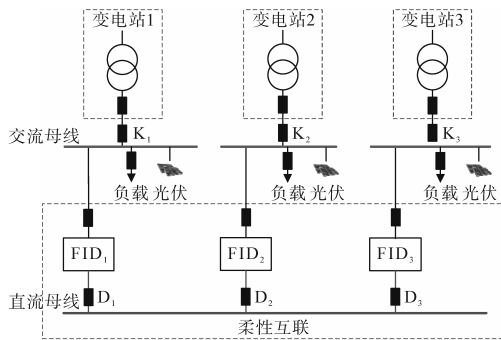 变电站1 变电站2 变电站3
交流母线 K₁ K₂ K₃
负载 光伏 负载 光伏 负载 光伏
FID₁ FID₂ FID₃
直流母线 D₁ D₂ D₃
柔性互联